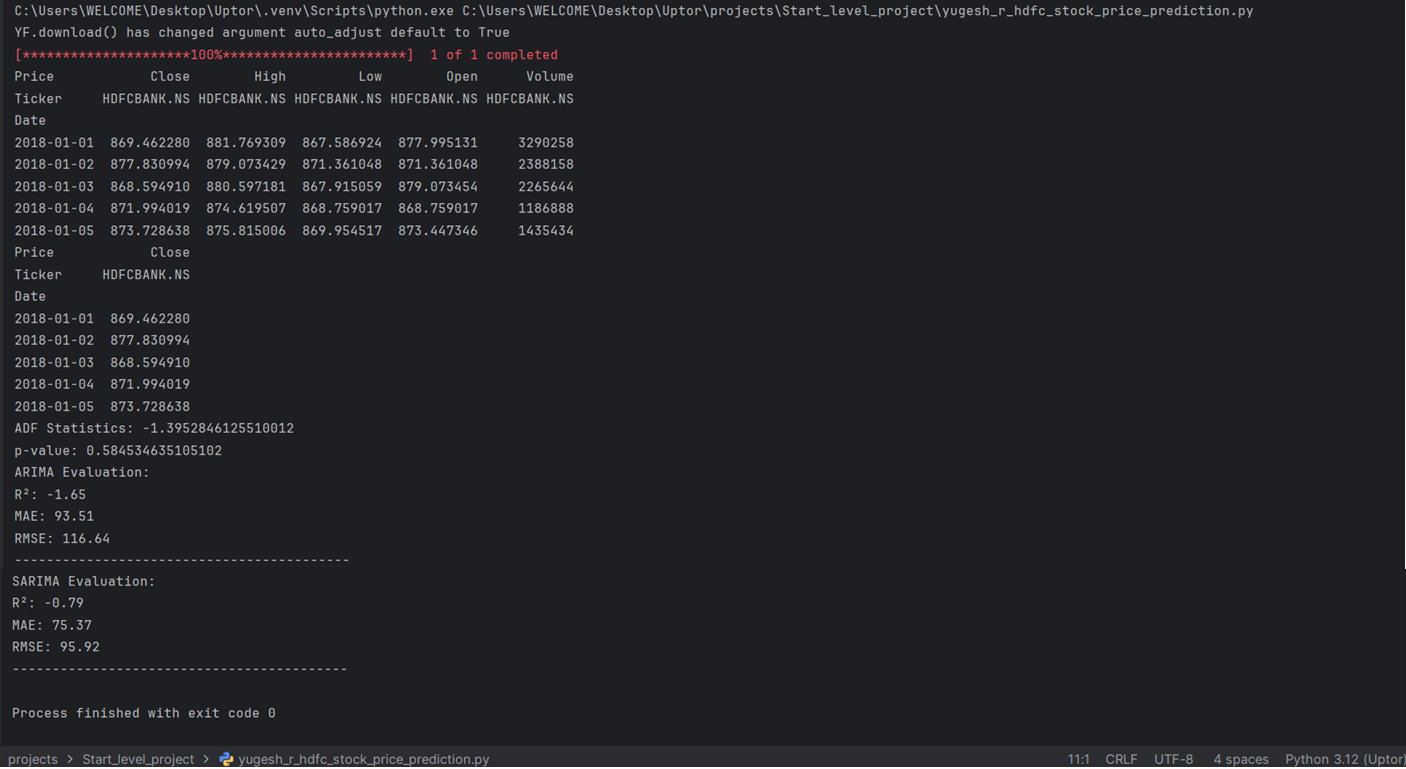 C:\Users\WELCOME\Desktop\Uptor\.venv\Scripts\python.exe C:\Users\WELCOME\Desktop\Uptor\projects\Start_level_project\yugesh_r_hdfc_stock_price_prediction.py
YF.download() has changed argument auto_adjust default to True
[*********************100%***********************]  1 of 1 completed
Price            Close        High         Low        Open      Volume
Ticker     HDFCBANK.NS HDFCBANK.NS HDFCBANK.NS HDFCBANK.NS HDFCBANK.NS
Date
2018-01-01  869.462280  881.769309  867.586924  877.995131     3290258
2018-01-02  877.830994  879.073429  871.361048  871.361048     2388158
2018-01-03  868.594910  880.597181  867.915059  879.073454     2265644
2018-01-04  871.994019  874.619507  868.759017  868.759017     1186888
2018-01-05  873.728638  875.815006  869.954517  873.447346     1435434
Price            Close
Ticker     HDFCBANK.NS
Date
2018-01-01  869.462280
2018-01-02  877.830994
2018-01-03  868.594910
2018-01-04  871.994019
2018-01-05  873.728638
ADF Statistics: -1.3952846125510012
p-value: 0.584534635105102
ARIMA Evaluation:
R²: -1.65
MAE: 93.51
RMSE: 116.64
------------------------------------------
SARIMA Evaluation:
R²: -0.79
MAE: 75.37
RMSE: 95.92
------------------------------------------
Process finished with exit code 0
projects > Start_level_project > yugesh_r_hdfc_stock_price_prediction.py 11:1 CRLF UTF-8 4 spaces Python 3.12 (Uptor)